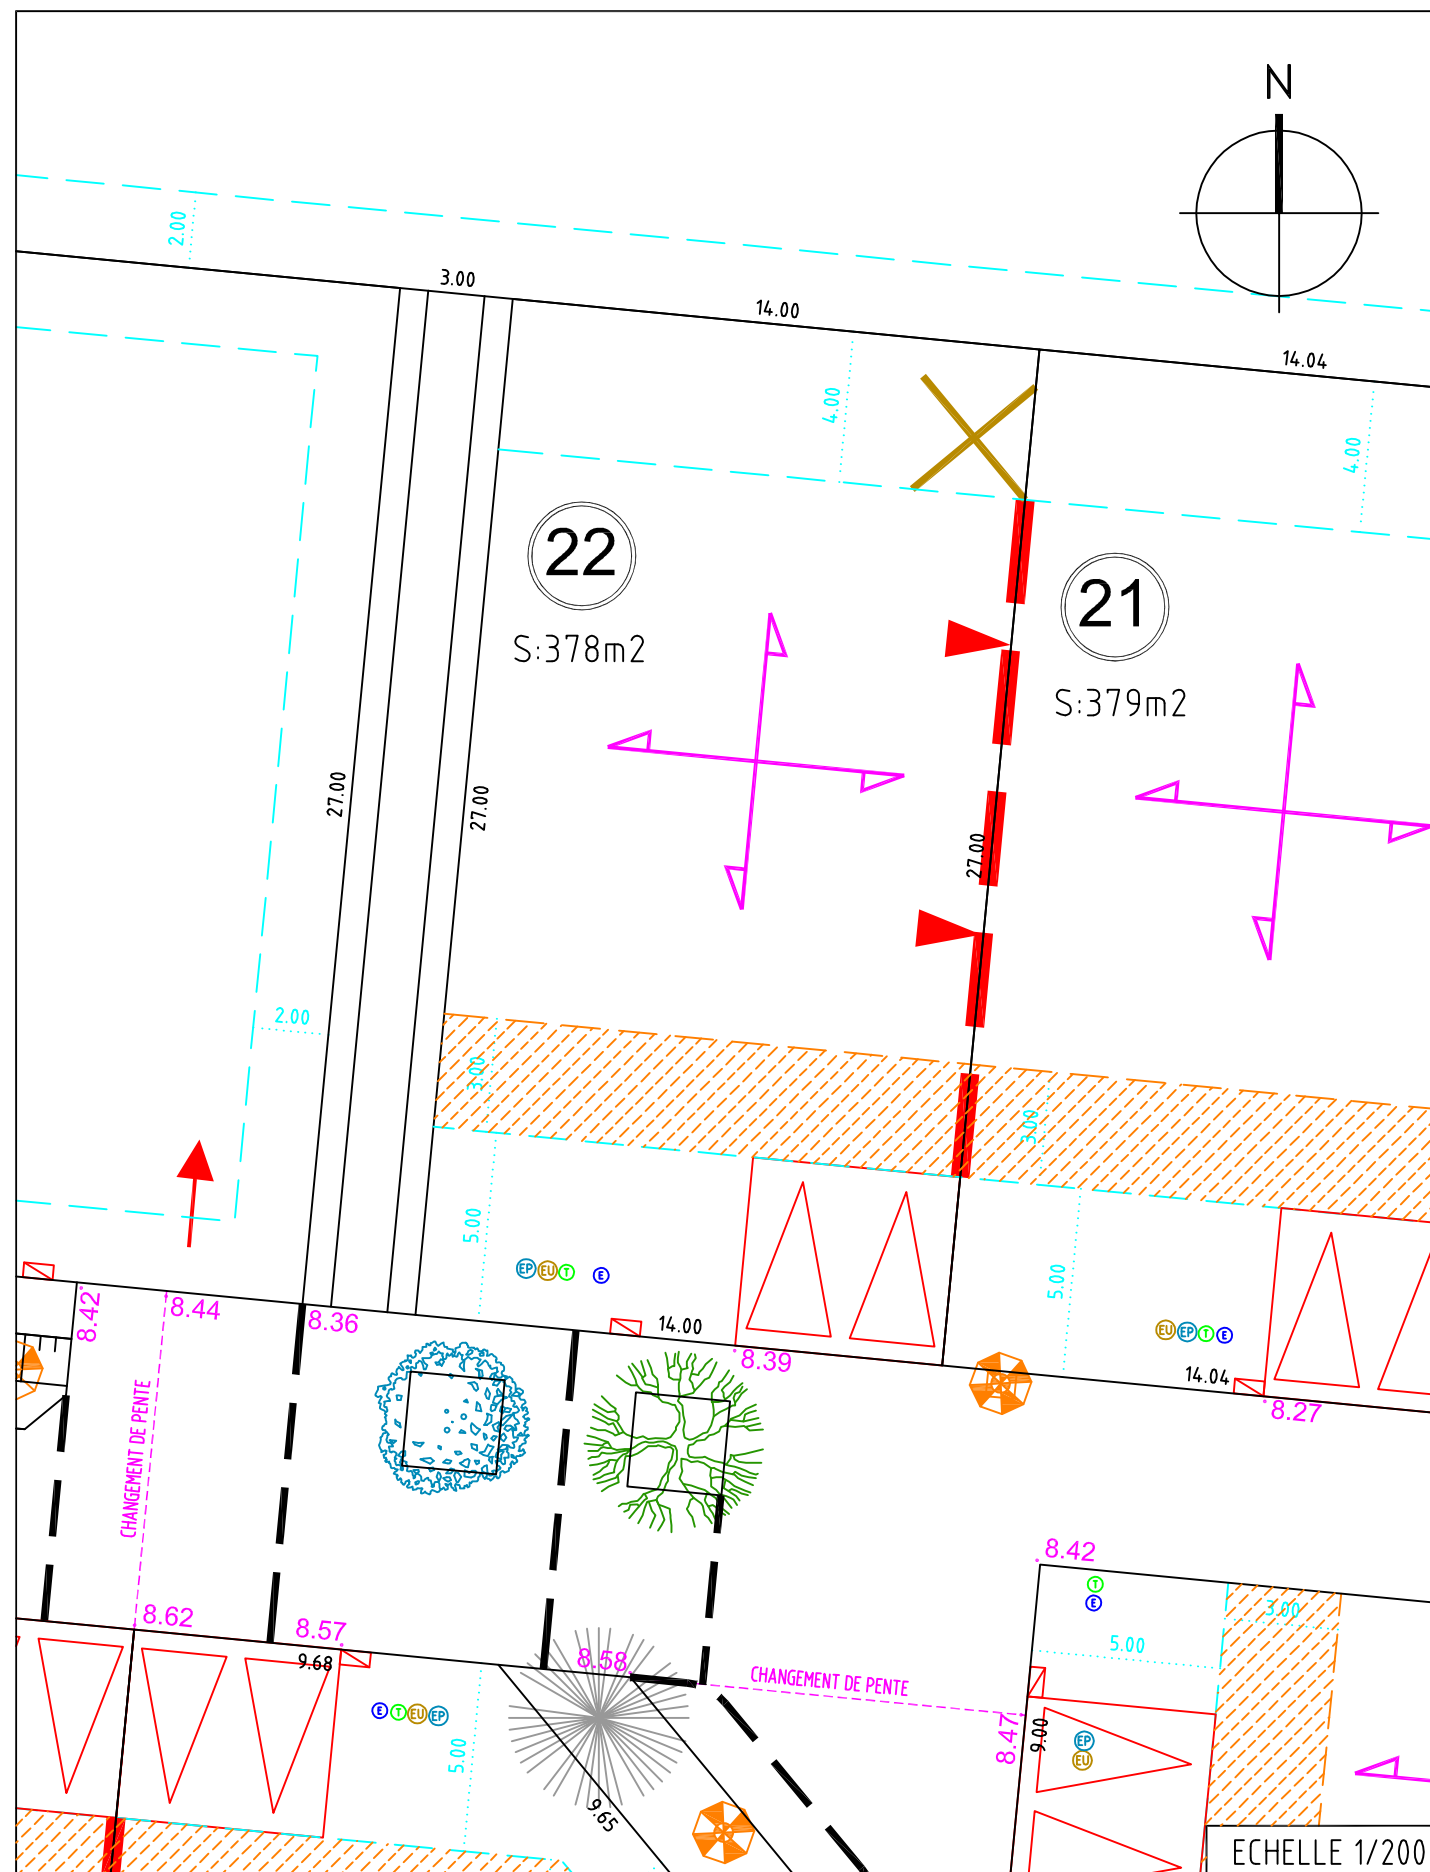 N
2.00
3.00
14.00
14.04
4.00
4.00
22
S:378m2
21
S:379m2
27.00
27.00
27.00
2.00
3.00
3.00
5.00
5.00
EP EU T E
EU EP T E
8.42
8.44
8.36
14.00
8.39
14.04
8.27
CHANGEMENT DE PENTE
8.42
T
E
3.00
5.00
8.62
8.57
9.68
8.58
CHANGEMENT DE PENTE
E T EU EP
5.00
8.47
9.00
EP
EU
9.65
ECHELLE 1/200